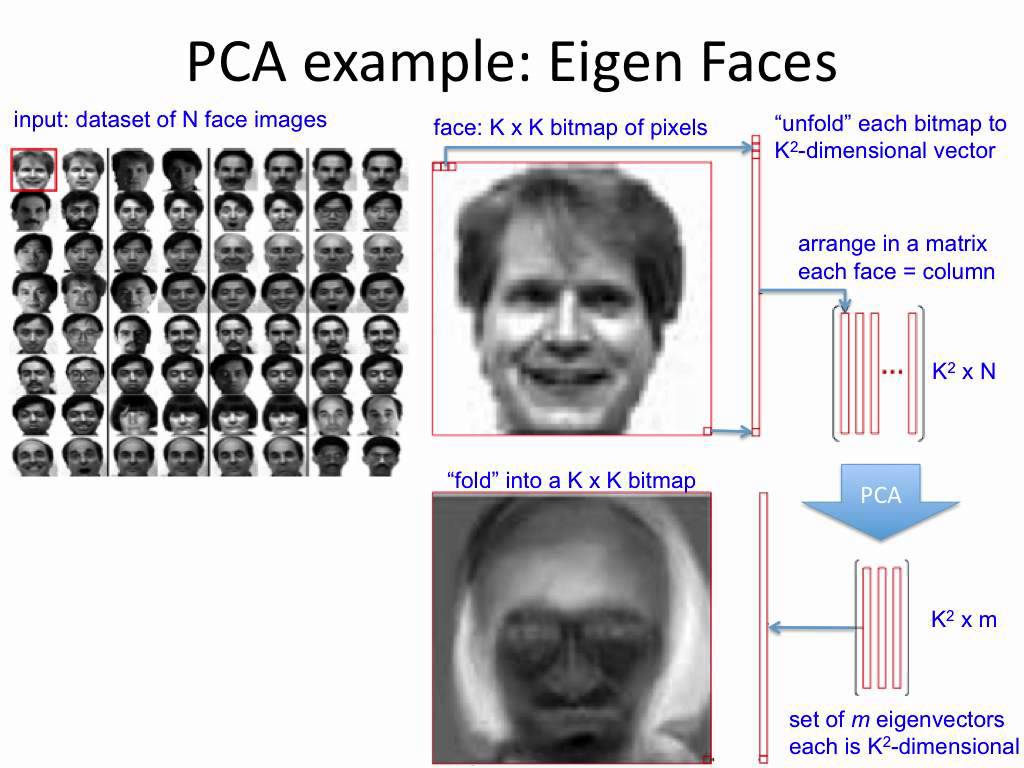 PCA example: Eigen Faces
input: dataset of N face images
face: K x K bitmap of pixels
“unfold” each bitmap to
K²-dimensional vector
arrange in a matrix
each face = column
...
K² x N
PCA
“fold” into a K x K bitmap
K² x m
set of m eigenvectors
each is K²-dimensional